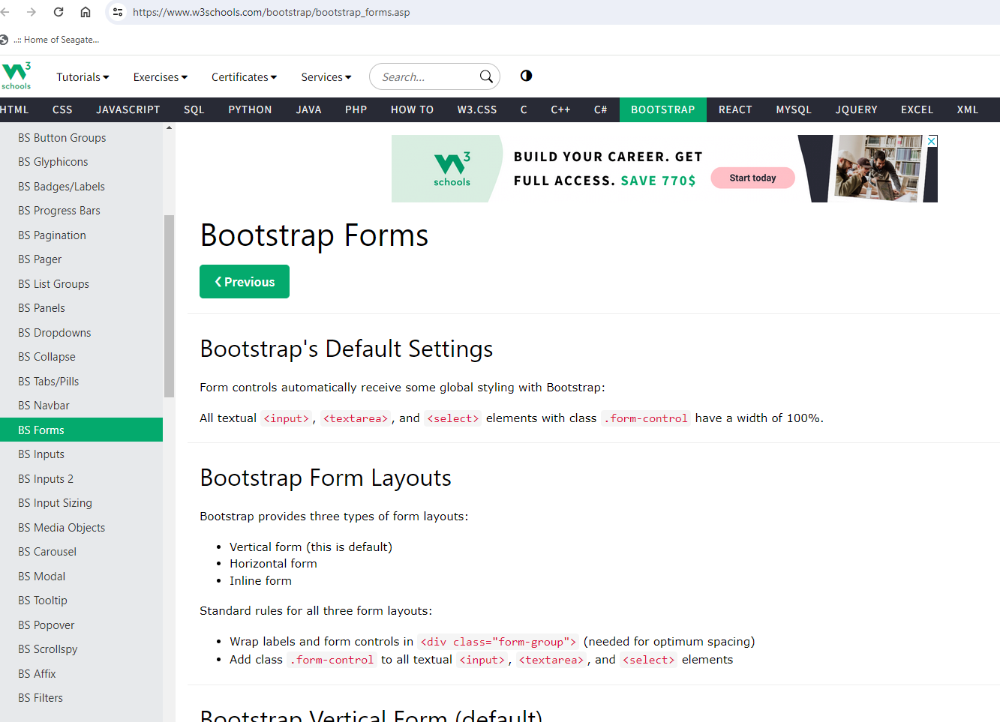 https://www.w3schools.com/bootstrap/bootstrap_forms.asp
..:: Home of Seagate...
3
schools
Tutorials Exercises Certificates Services Search...
HTML CSS JAVASCRIPT SQL PYTHON JAVA PHP HOW TO W3.CSS C C++ C# BOOTSTRAP REACT MYSQL JQUERY EXCEL XML
BS Button Groups
BS Glyphicons
BS Badges/Labels
BS Progress Bars
BS Pagination
BS Pager
BS List Groups
BS Panels
BS Dropdowns
BS Collapse
BS Tabs/Pills
BS Navbar
BS Forms
BS Inputs
BS Inputs 2
BS Input Sizing
BS Media Objects
BS Carousel
BS Modal
BS Tooltip
BS Popover
BS Scrollspy
BS Affix
BS Filters
3
schools
BUILD YOUR CAREER. GET
FULL ACCESS. SAVE 770$
Start today
Bootstrap Forms
❮ Previous
Bootstrap's Default Settings
Form controls automatically receive some global styling with Bootstrap:
All textual <input>, <textarea>, and <select> elements with class .form-control have a width of 100%.
Bootstrap Form Layouts
Bootstrap provides three types of form layouts:
• Vertical form (this is default)
• Horizontal form
• Inline form
Standard rules for all three form layouts:
• Wrap labels and form controls in <div class="form-group"> (needed for optimum spacing)
• Add class .form-control to all textual <input>, <textarea>, and <select> elements
Bootstrap Vertical Form (default)